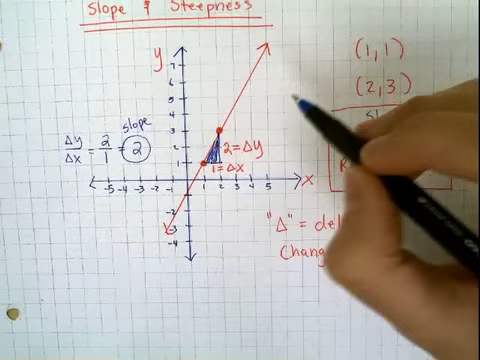 Slope & Steepness
y
(1,1)
(2,3)
7
6
5
4
3
2
1
slope
Δy/Δx = 2/1 = 2
2=Δy
1=Δx
-5 -4 -3 -2 -1 1 2 3 4 5 x
-2
-3
-4
"Δ" = del
Chang